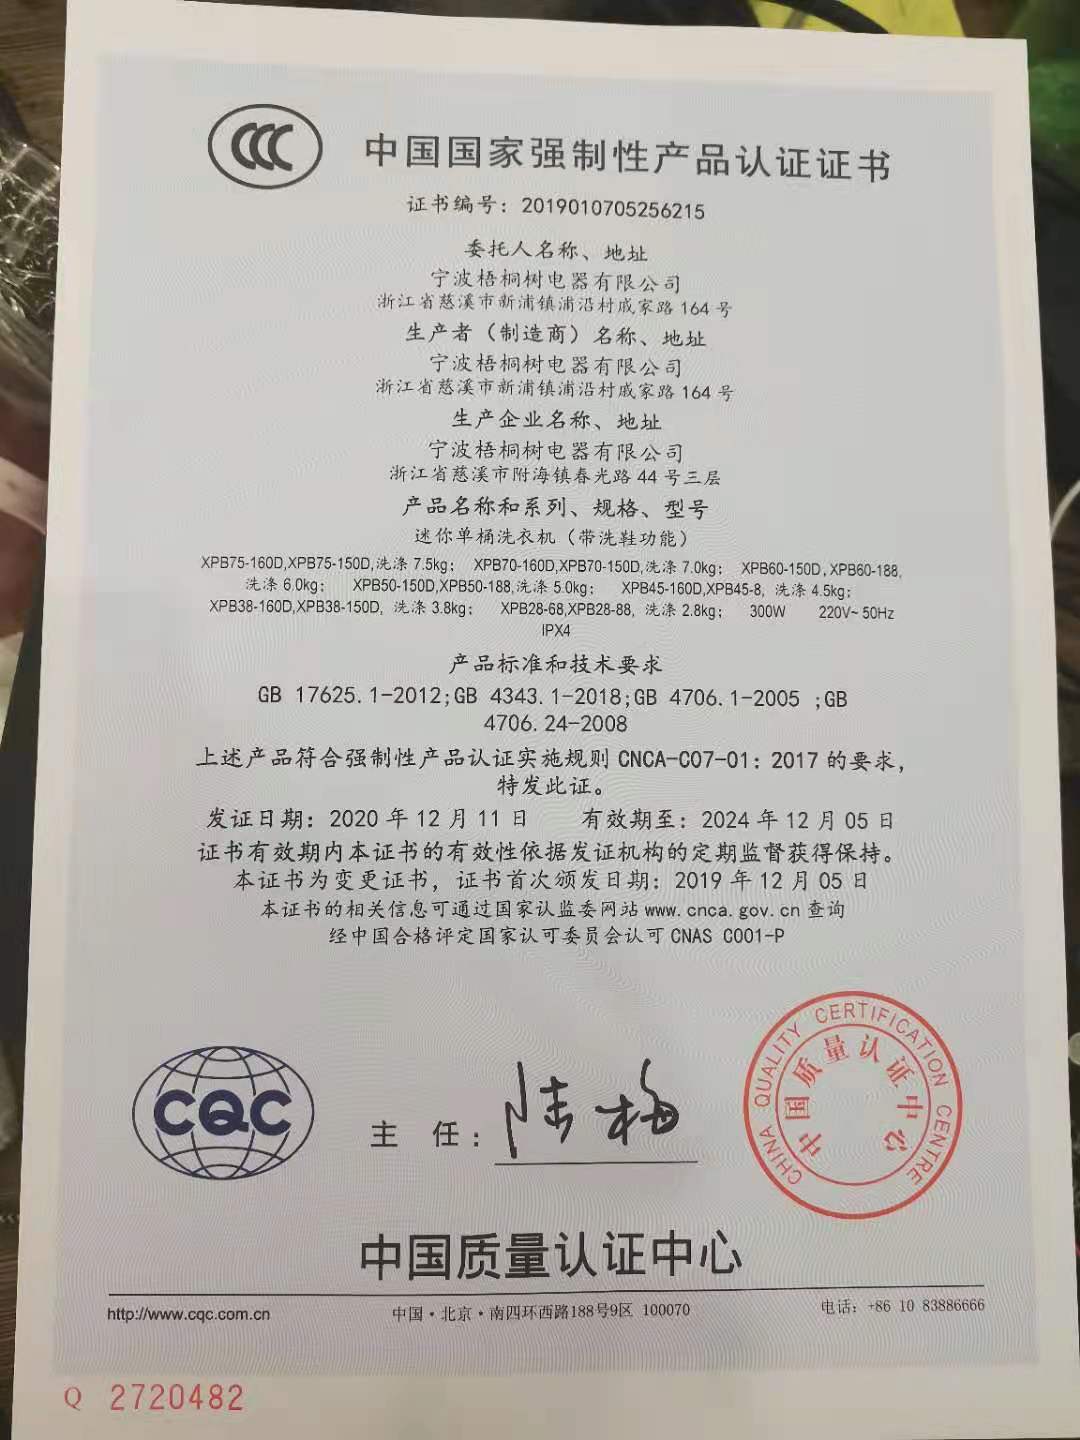 中国国家强制性产品认证证书
证书编号：2019010705256215
委托人名称、地址
宁波梧桐树电器有限公司
浙江省慈溪市新浦镇浦沿村戚家路 164 号
生产者（制造商）名称、地址
宁波梧桐树电器有限公司
浙江省慈溪市新浦镇浦沿村戚家路 164 号
生产企业名称、地址
宁波梧桐树电器有限公司
浙江省慈溪市附海镇春光路 44 号三层
产品名称和系列、规格、型号
迷你单桶洗衣机（带洗鞋功能）
XPB75-160D,XPB75-150D,洗涤 7.5kg； XPB70-160D,XPB70-150D,洗涤 7.0kg； XPB60-150D,XPB60-188,
洗涤 6.0kg； XPB50-150D,XPB50-188,洗涤 5.0kg； XPB45-160D,XPB45-8, 洗涤 4.5kg；
XPB38-160D,XPB38-150D, 洗涤 3.8kg； XPB28-68,XPB28-88, 洗涤 2.8kg； 300W 220V~ 50Hz
IPX4
产品标准和技术要求
GB 17625.1-2012;GB 4343.1-2018;GB 4706.1-2005 ;GB
4706.24-2008
上述产品符合强制性产品认证实施规则 CNCA-C07-01：2017 的要求，
特发此证。
发证日期：2020 年 12 月 11 日 有效期至：2024 年 12 月 05 日
证书有效期内本证书的有效性依据发证机构的定期监督获得保持。
本证书为变更证书，证书首次颁发日期：2019 年 12 月 05 日
本证书的相关信息可通过国家认监委网站 www.cnca.gov.cn 查询
经中国合格评定国家认可委员会认可 CNAS C001-P
CQC
主 任：
陆梅
CHINA QUALITY CERTIFICATION CENTRE
中国质量认证中心
中国质量认证中心
http://www.cqc.com.cn 中国·北京·南四环西路188号9区 100070 电话：+86 10 83886666
Q 2720482